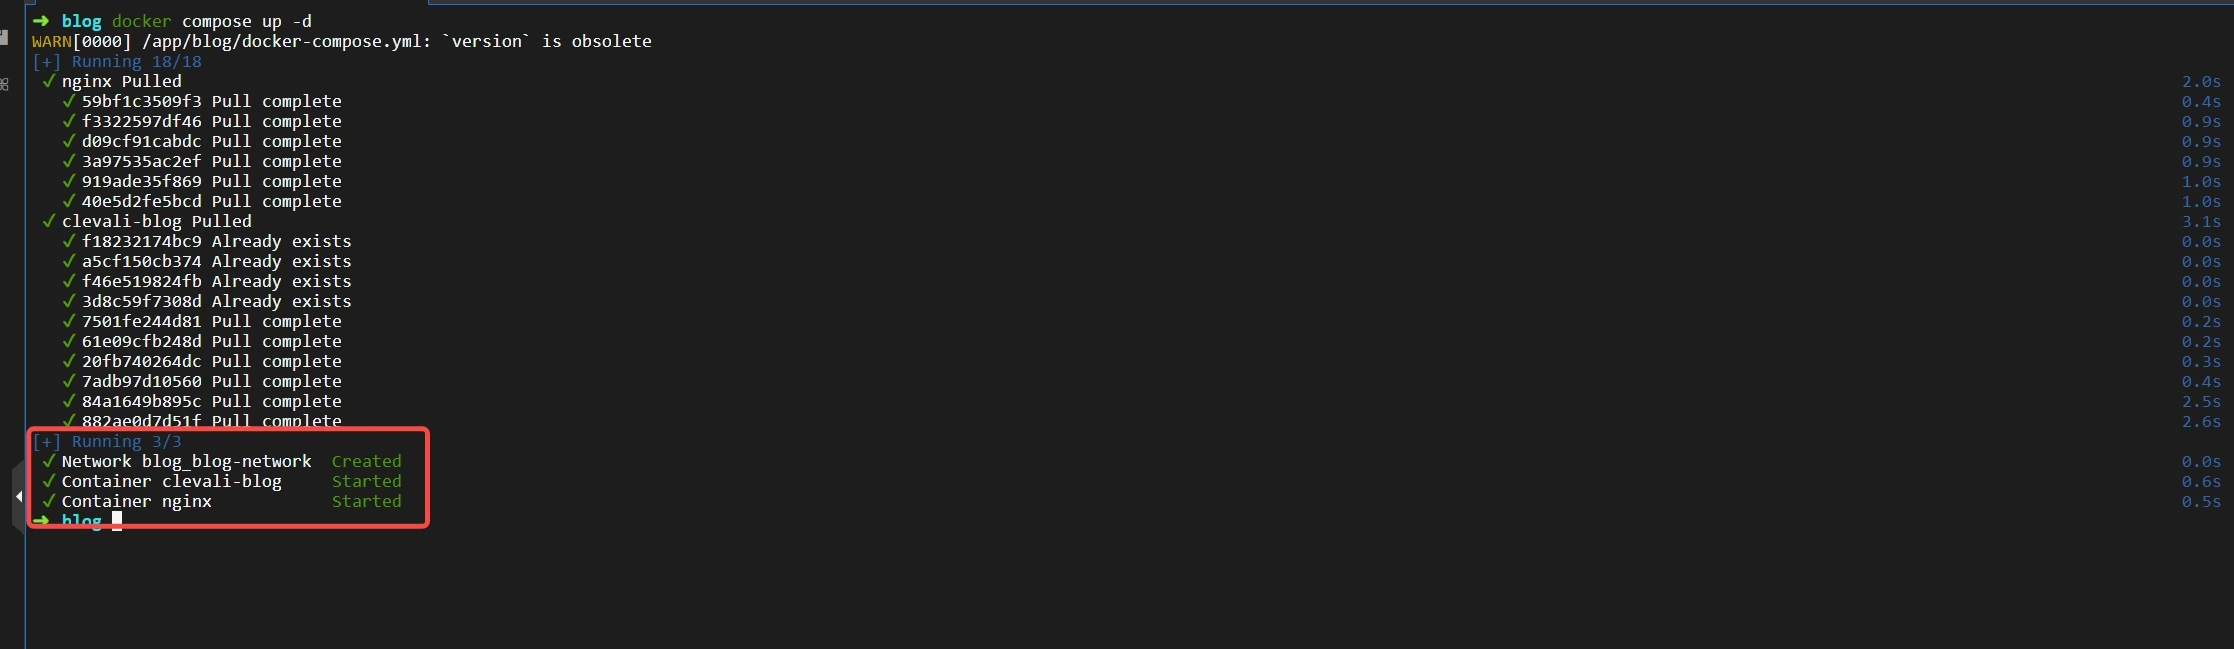 ➜ blog docker compose up -d
WARN[0000] /app/blog/docker-compose.yml: `version` is obsolete
[+] Running 18/18
✓ nginx Pulled 2.0s
✓ 59bf1c3509f3 Pull complete 0.4s
✓ f3322597df46 Pull complete 0.9s
✓ d09cf91cabdc Pull complete 0.9s
✓ 3a97535ac2ef Pull complete 0.9s
✓ 919ade35f869 Pull complete 1.0s
✓ 40e5d2fe5bcd Pull complete 1.0s
✓ clevali-blog Pulled 3.1s
✓ f18232174bc9 Already exists 0.0s
✓ a5cf150cb374 Already exists 0.0s
✓ f46e519824fb Already exists 0.0s
✓ 3d8c59f7308d Already exists 0.0s
✓ 7501fe244d81 Pull complete 0.2s
✓ 61e09cfb248d Pull complete 0.2s
✓ 20fb740264dc Pull complete 0.3s
✓ 7adb97d10560 Pull complete 0.4s
✓ 84a1649b895c Pull complete 2.5s
✓ 882ae0d7d51f Pull complete 2.6s
[+] Running 3/3
✓ Network blog_blog-network Created 0.0s
✓ Container clevali-blog Started 0.6s
✓ Container nginx Started 0.5s
➜ blog